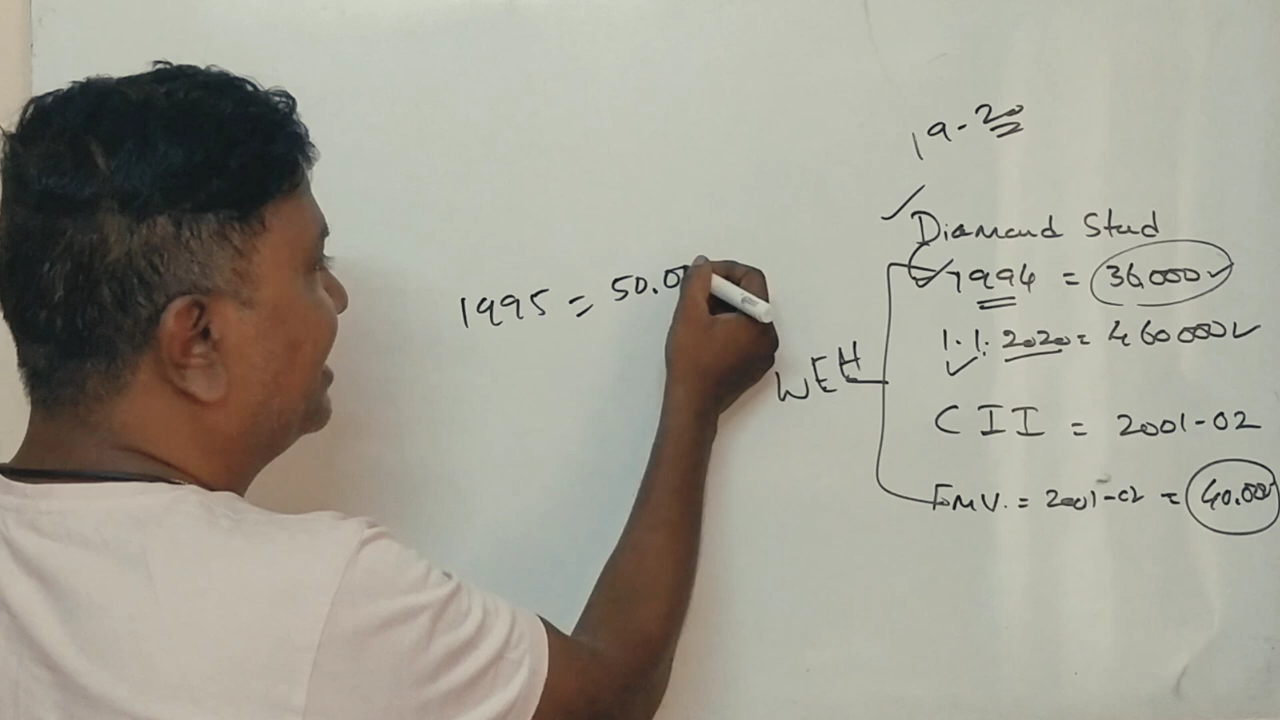 19-20
Diamond Stud
1994 = 36,000
1.1.2020 = 460000
CII = 2001-02
F.M.V. = 2001-02 = 40.000
WEH
1995 = 50.0